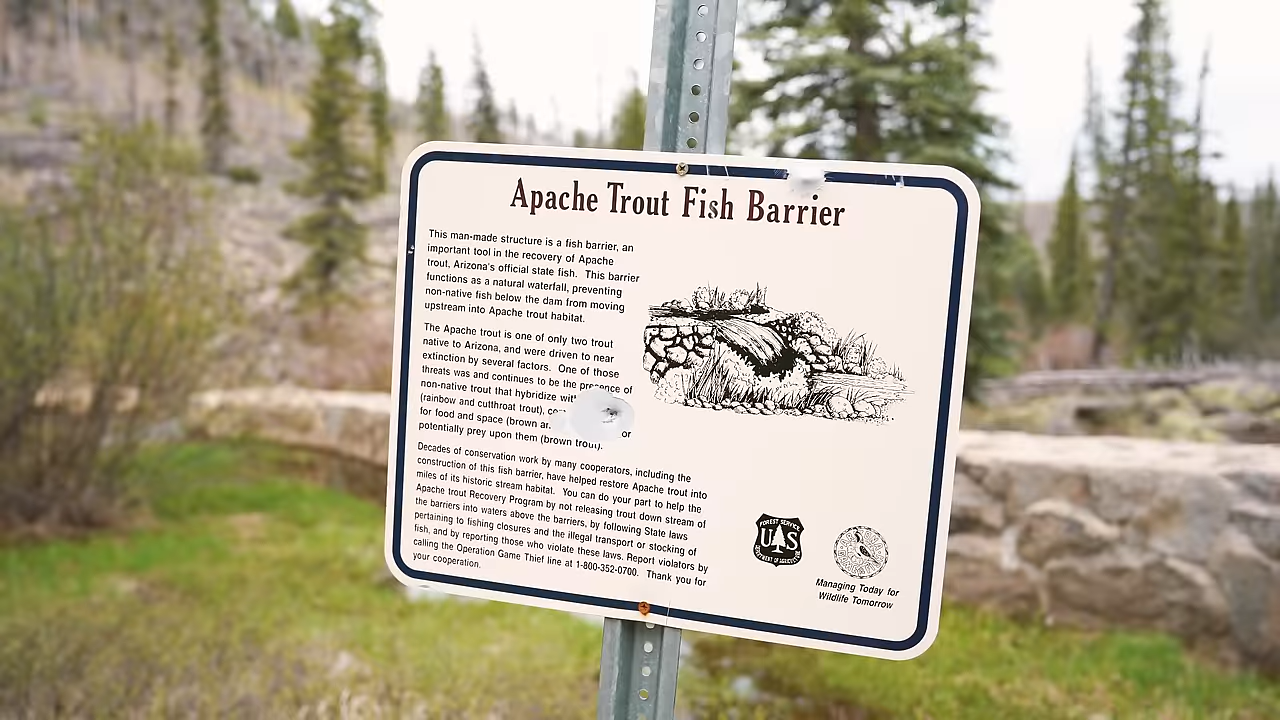 Apache Trout Fish Barrier
This man-made structure is a fish barrier, an
important tool in the recovery of Apache
trout, Arizona's official state fish. This barrier
functions as a natural waterfall, preventing
non-native fish below the dam from moving
upstream into Apache trout habitat.
The Apache trout is one of only two trout
native to Arizona, and were driven to near
extinction by several factors. One of those
threats was and continues to be the presence of
non-native trout that hybridize
(rainbow and cutthroat trout),
for food and space (brown or
potentially prey upon them (brown trout).
Decades of conservation work by many cooperators, including the
construction of this fish barrier, have helped restore Apache trout into
miles of its historic stream habitat. You can do your part to help the
Apache trout Recovery Program by not releasing trout down stream of
the barriers into waters above the barriers, by following State laws
pertaining to fishing closures and the illegal transport or stocking of
fish, and by reporting those who violate these laws. Report violators by
calling the Operation Game Thief line at 1-800-352-0700. Thank you for
your cooperation.
FOREST SERVICE
U S
DEPARTMENT OF AGRICULTURE
Managing Today for
Wildlife Tomorrow